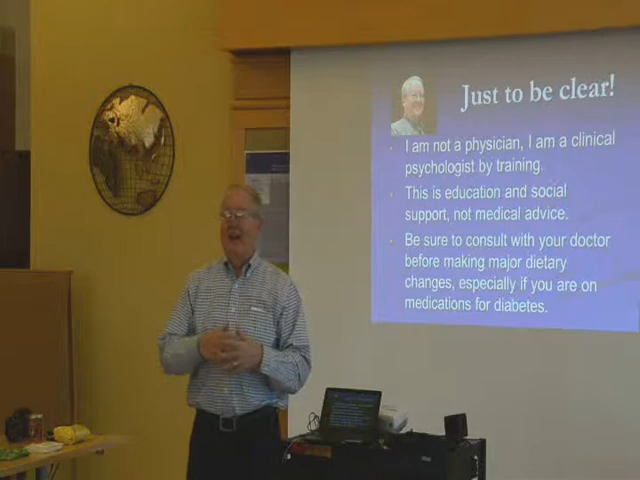 Just to be clear!
I am not a physician, I am a clinical
psychologist by training.
This is education and social
support, not medical advice.
Be sure to consult with your doctor
before making major dietary
changes, especially if you are on
medications for diabetes.